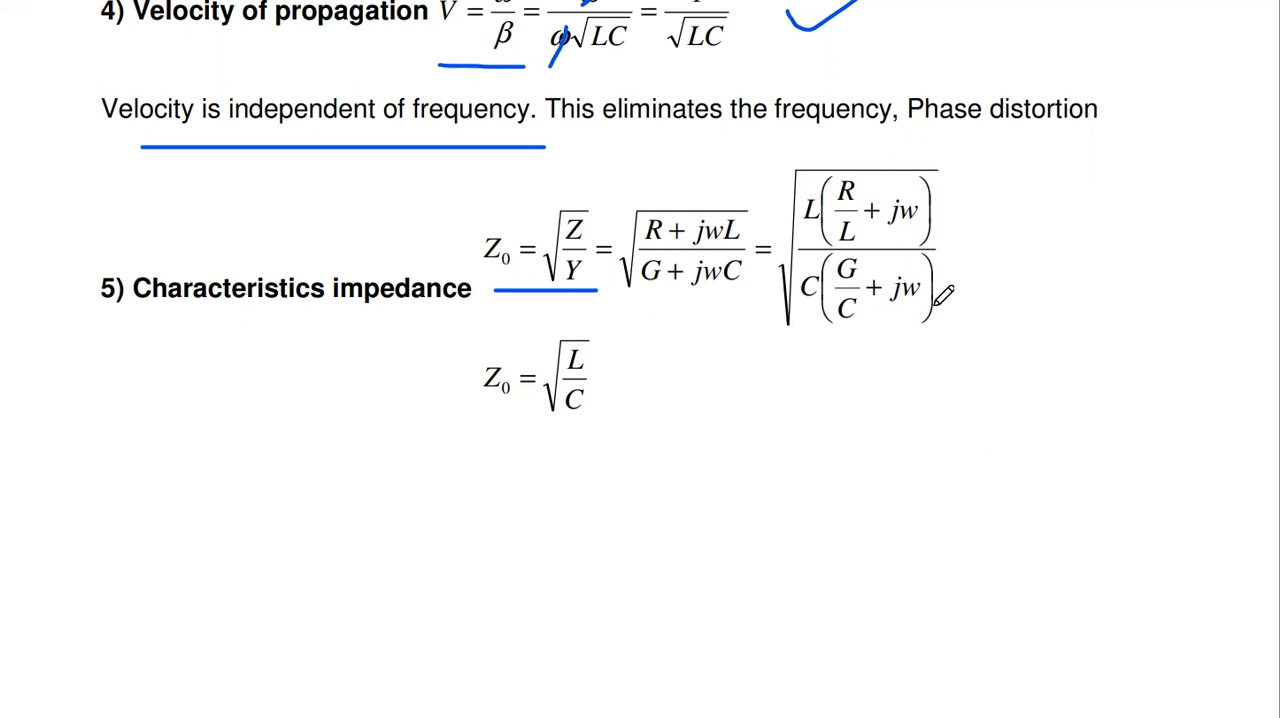 4) Velocity of propagation V = ω/β = ω/(ω√LC) = 1/√LC
Velocity is independent of frequency. This eliminates the frequency, Phase distortion
5) Characteristics impedance Z₀ = √(Z/Y) = √((R + jwL)/(G + jwC)) = √(L(R/L + jw)/C(G/C + jw))
Z₀ = √(L/C)